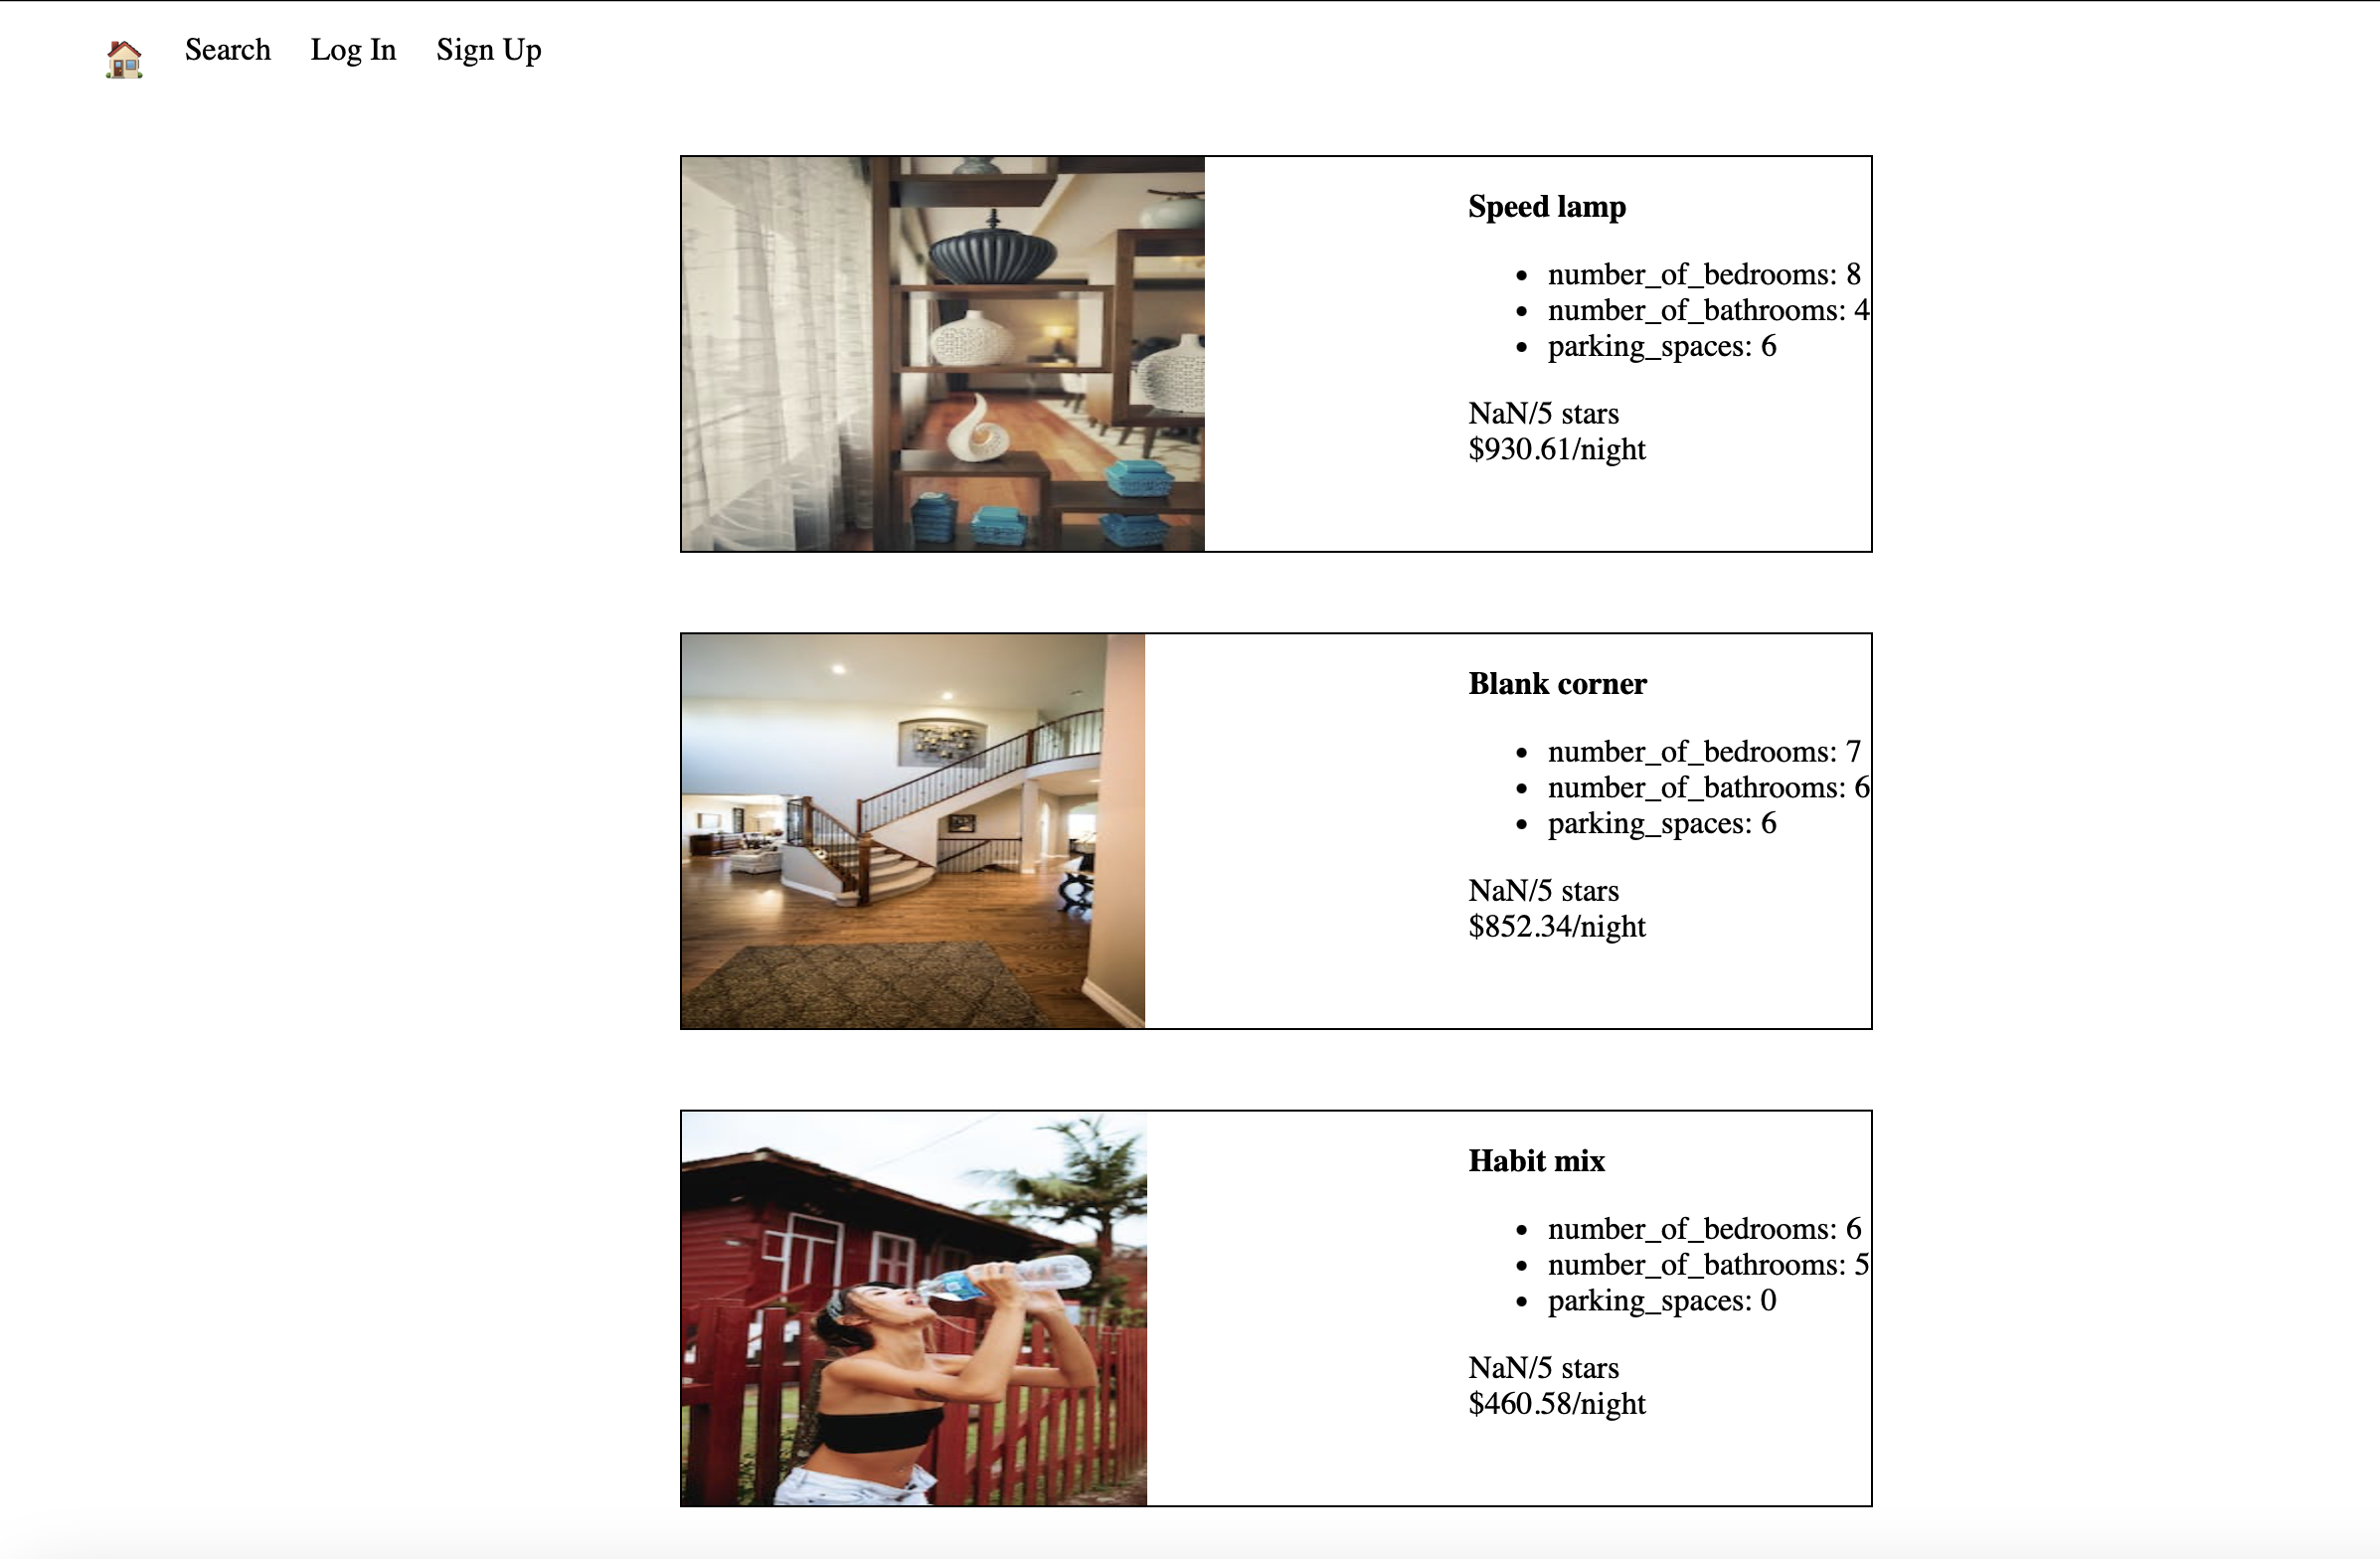 Search Log In Sign Up
Speed lamp
number_of_bedrooms: 8
number_of_bathrooms: 4
parking_spaces: 6
NaN/5 stars
$930.61/night
Blank corner
number_of_bedrooms: 7
number_of_bathrooms: 6
parking_spaces: 6
NaN/5 stars
$852.34/night
Habit mix
number_of_bedrooms: 6
number_of_bathrooms: 5
parking_spaces: 0
NaN/5 stars
$460.58/night